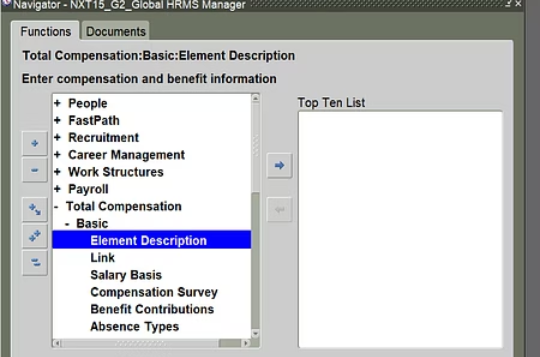 Navigator - NXT15_G2_Global HRMS Manager
Functions
Documents
Total Compensation:Basic:Element Description
Enter compensation and benefit information
Top Ten List
+ People
+ FastPath
+ Recruitment
+ Career Management
+ Work Structures
+ Payroll
- Total Compensation
- Basic
Element Description
Link
Salary Basis
Compensation Survey
Benefit Contributions
Absence Types